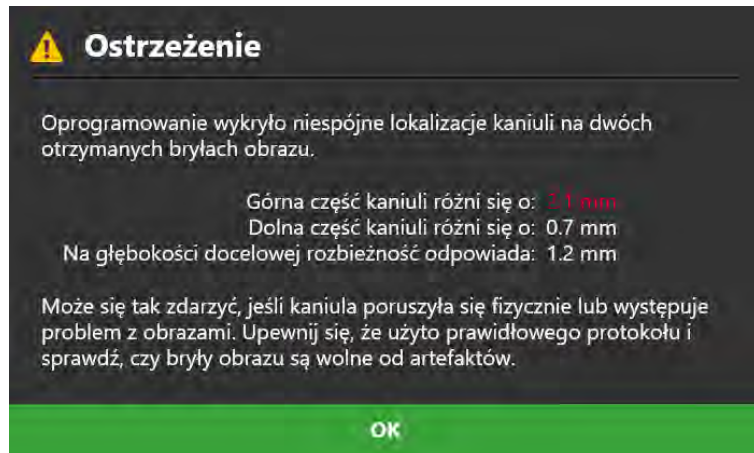 Ostrzeżenie
Oprogramowanie wykryło niespójne lokalizacje kaniuli na dwóch
otrzymanych bryłach obrazu.
Górna część kaniuli różni się o: mm
Dolna część kaniuli różni się o: 0.7 mm
Na głębokości docelowej rozbieżność odpowiada: 1.2 mm
Może się tak zdarzyć, jeśli kaniula poruszyła się fizycznie lub występuje
problem z obrazami. Upewnij się, że użyto prawidłowego protokołu i
sprawdź, czy bryły obrazu są wolne od artefaktów.
OK